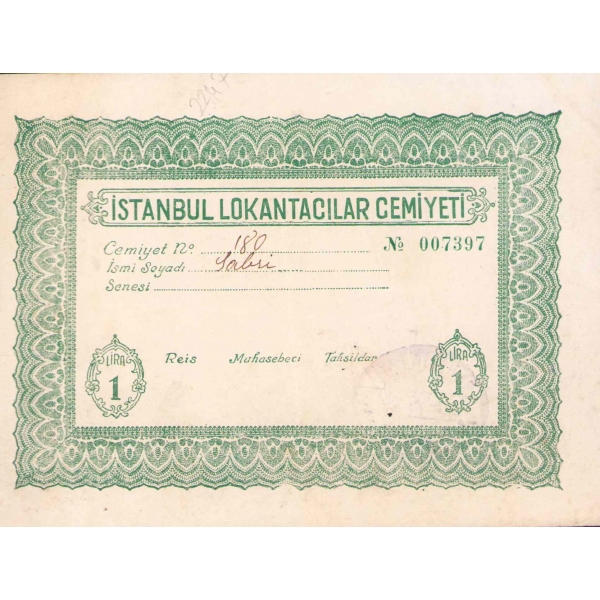 2247
İSTANBUL LOKANTACILAR CEMİYETİ
Cemiyet No. 180 No 007397
İsmi Soyadı Sabri
Senesi
LİRA 1 Reis Muhasebeci Tahsildar LİRA 1